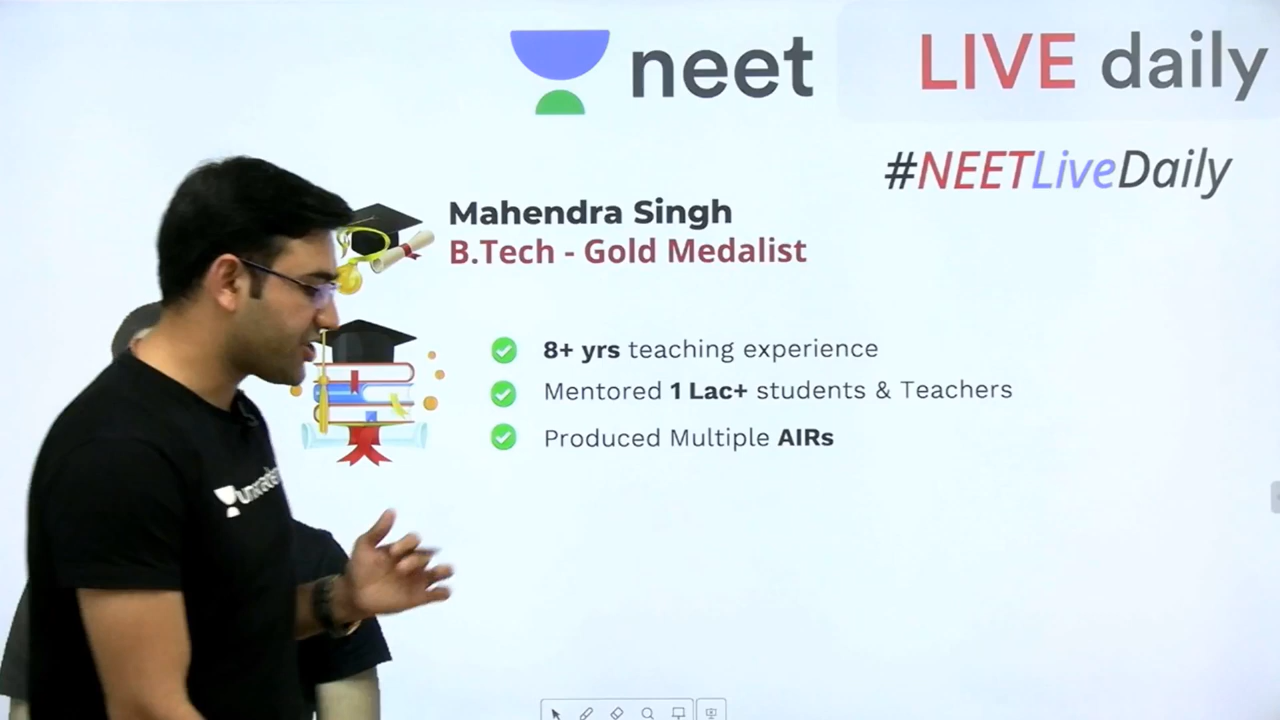 neet
LIVE daily
#NEETLiveDaily
Mahendra Singh
B.Tech - Gold Medalist
8+ yrs teaching experience
Mentored 1 Lac+ students & Teachers
Produced Multiple AIRs